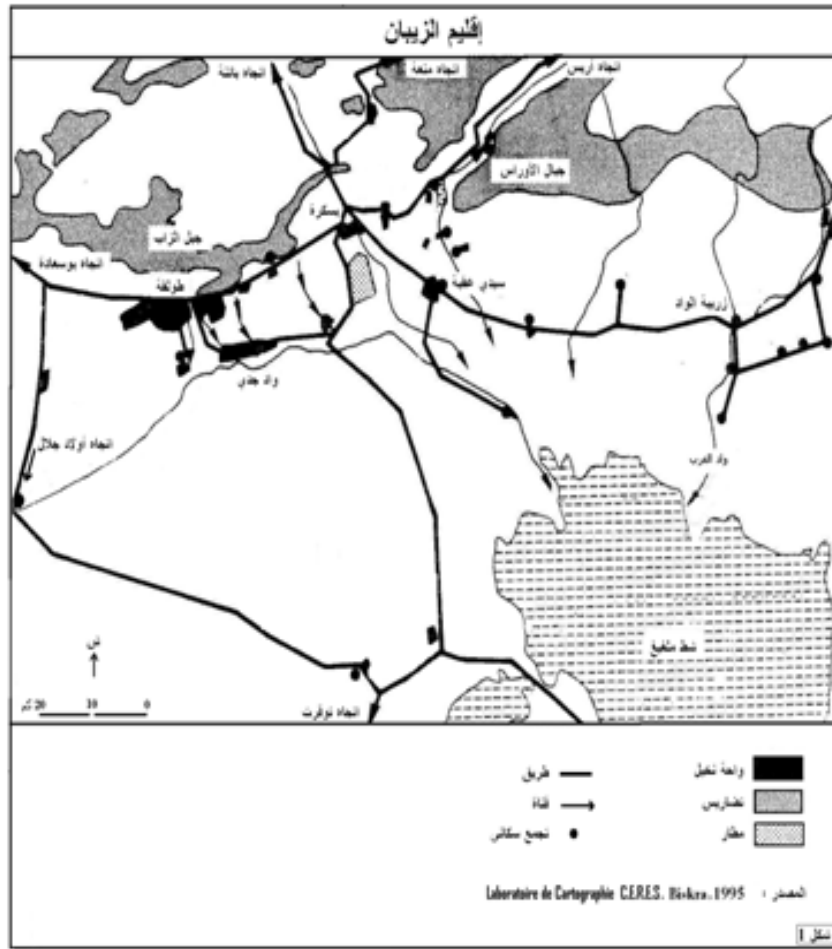 إقليم الزيبان
اتجاه باتنة
اتجاه منعة
اتجاه أريس
جبال الأوراس
بسكرة
جبل الزاب
اتجاه بوسعادة
طولقة
سيدي عقبة
زريبة الواد
واد جدي
اتجاه أولاد جلال
واد العرب
شط ملغيغ
ش
20 10 0 كم
اتجاه توقرت
واحة نخيل
طريق
تضاريس
قناة
مطار
تجمع سكاني
المصدر : Laboratoire de Cartographie C.E.R.E.S. Biskra.1995
شكل 1